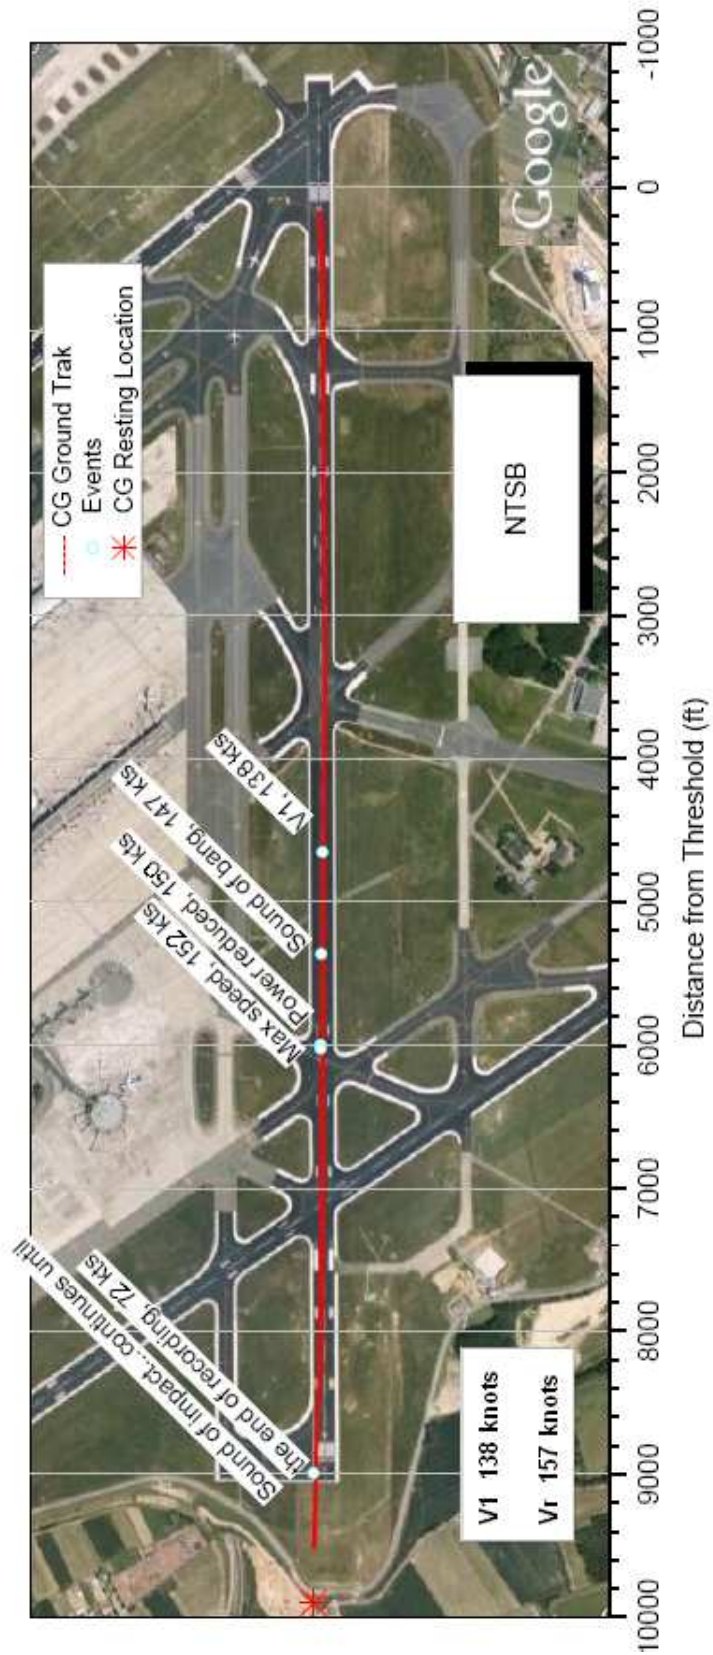 CG Ground Trak
Events
CG Resting Location
Google
NTSB
V1, 138 kts
Sound of bang, 147 kts
Power reduced, 150 kts
Max speed, 152 kts
Sound of impact...continues until
the end of recording, 72 kts
V1 138 knots
Vr 157 knots
10000
9000
8000
7000
6000
5000
4000
3000
2000
1000
0
-1000
Distance from Threshold (ft)